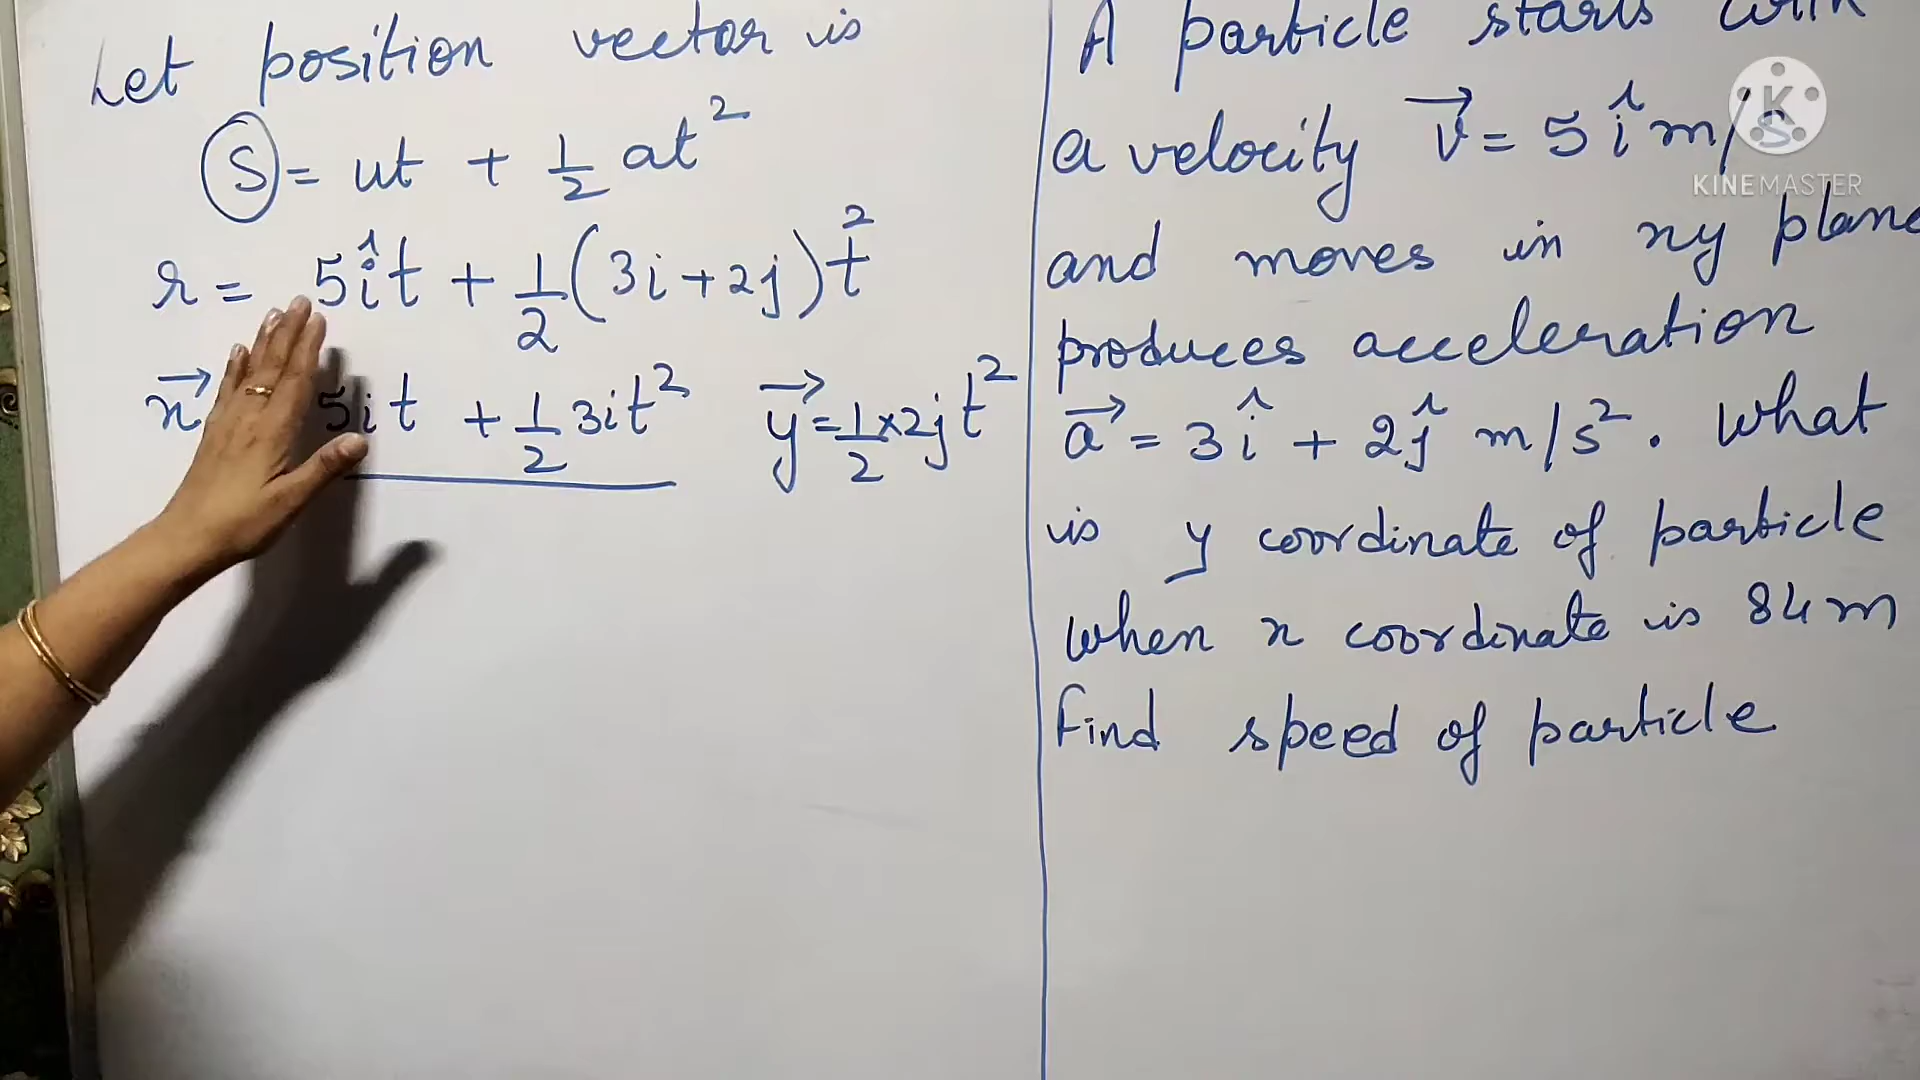 Let position vector is
S = ut + 1/2 at²
r = 5î t + 1/2 (3i + 2j) t²
x⃗ 5i t + 1/2 3i t² y⃗ = 1/2 × 2j t²
A particle starts with
a velocity v⃗ = 5î m/s
and moves in xy plane
produces acceleration
a⃗ = 3î + 2ĵ m/s². What
is y coordinate of particle
when x coordinate is 84 m
Find speed of particle
K
S
KINEMASTER